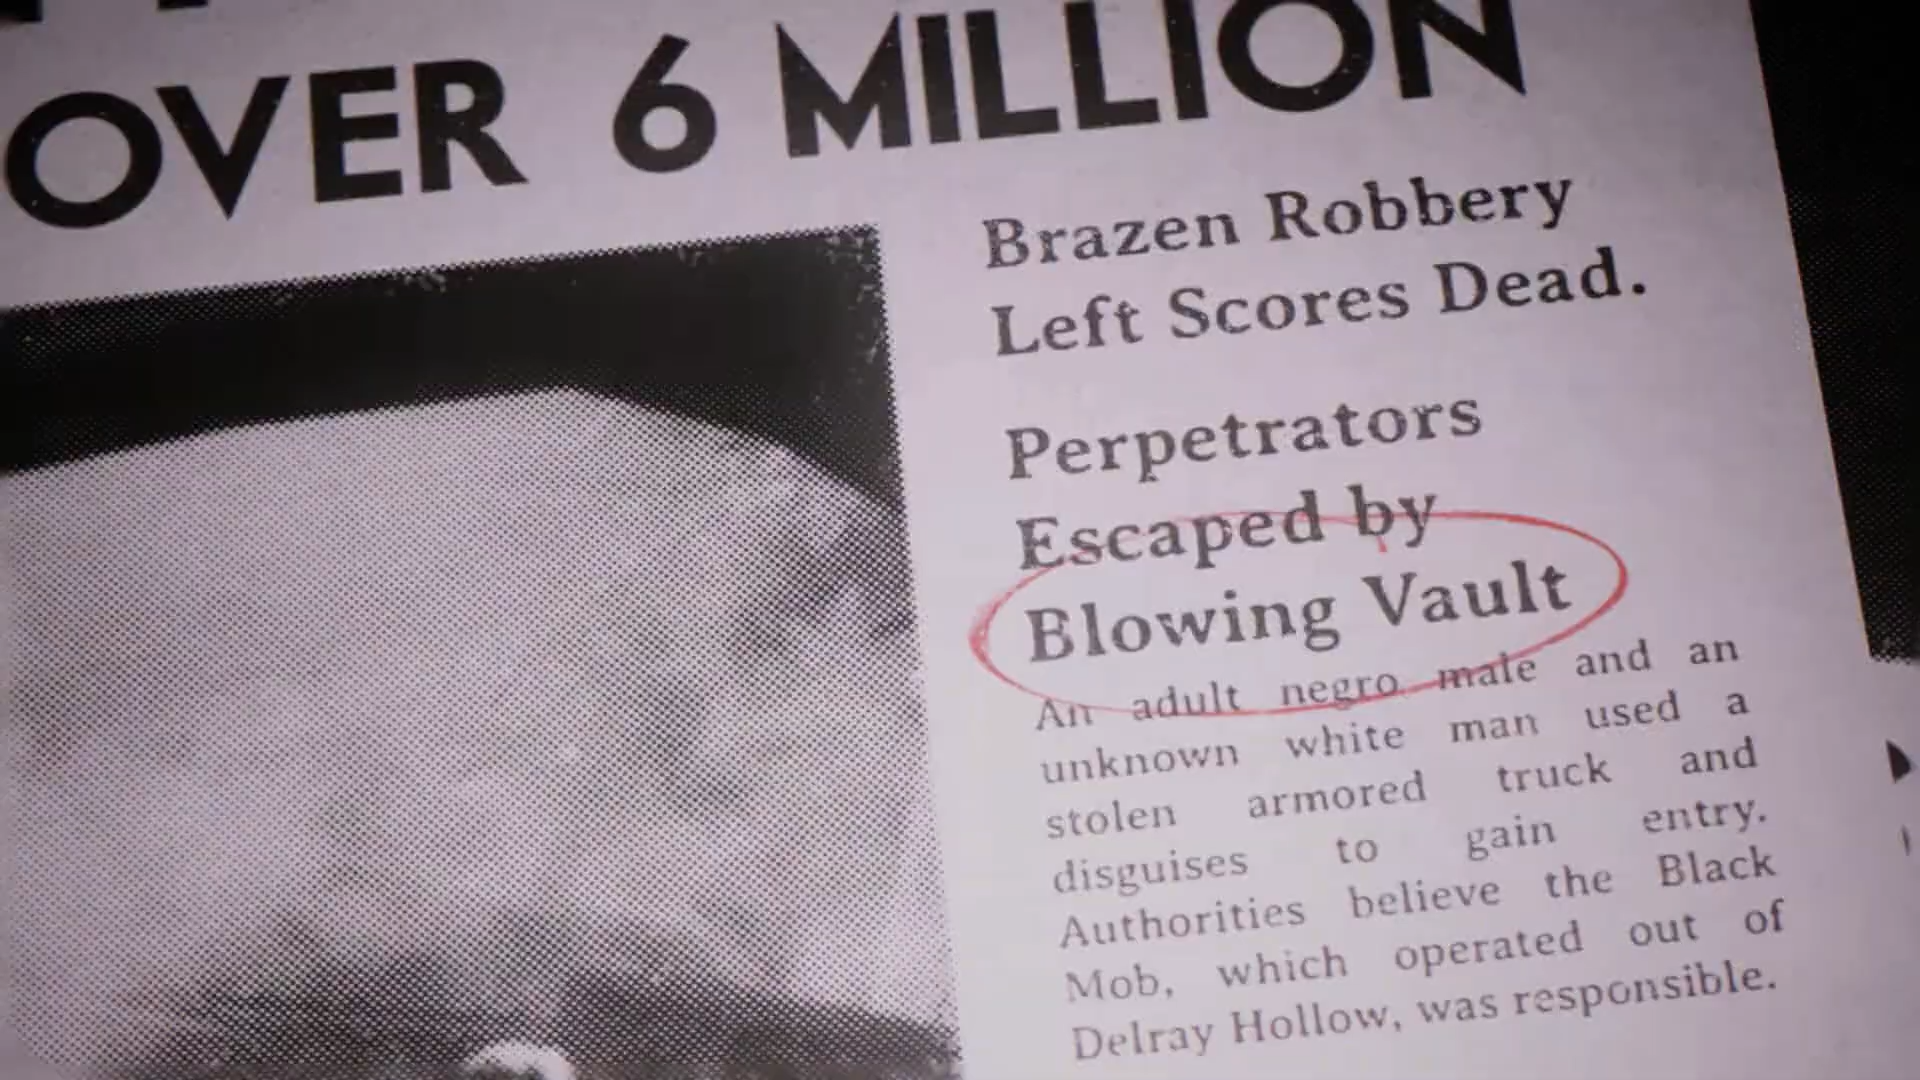 OVER 6 MILLION
Brazen Robbery
Left Scores Dead.
Perpetrators
Escaped by
Blowing Vault
An adult negro male and an
unknown white man used a
stolen armored truck and
disguises to gain entry.
Authorities believe the Black
Mob, which operated out of
Delray Hollow, was responsible.